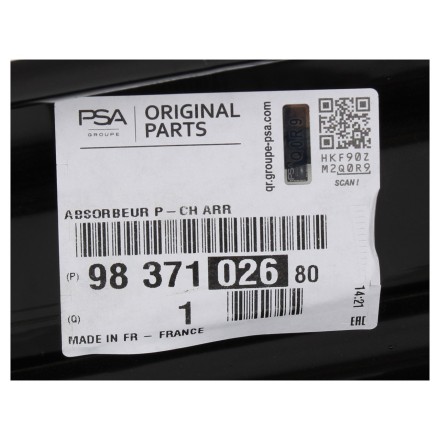 PSA
GROUPE
ORIGINAL
PARTS
qr.groupe-psa.com
Q0R9
HKF90Z
M2Q0R9
SCAN!
ABSORBEUR P-CH ARR
(P) 98 371 026 80
(Q) 1
14:21
EAC
MADE IN FR - FRANCE